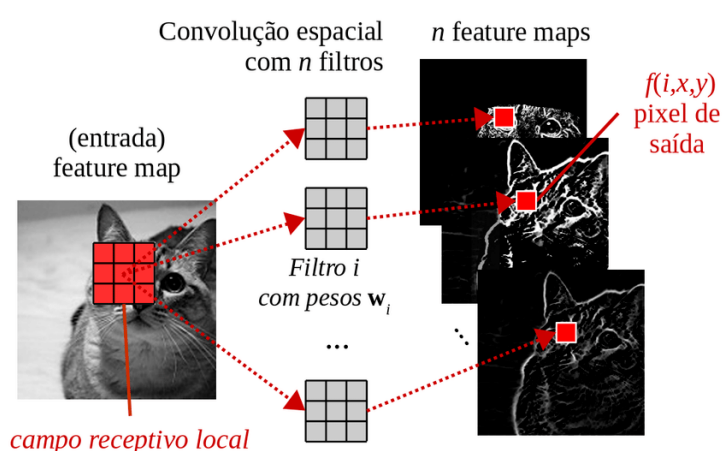 Convolução espacial
com n filtros
n feature maps
f(i,x,y)
pixel de
saída
(entrada)
feature map
Filtro i
com pesos wi
...
...
campo receptivo local